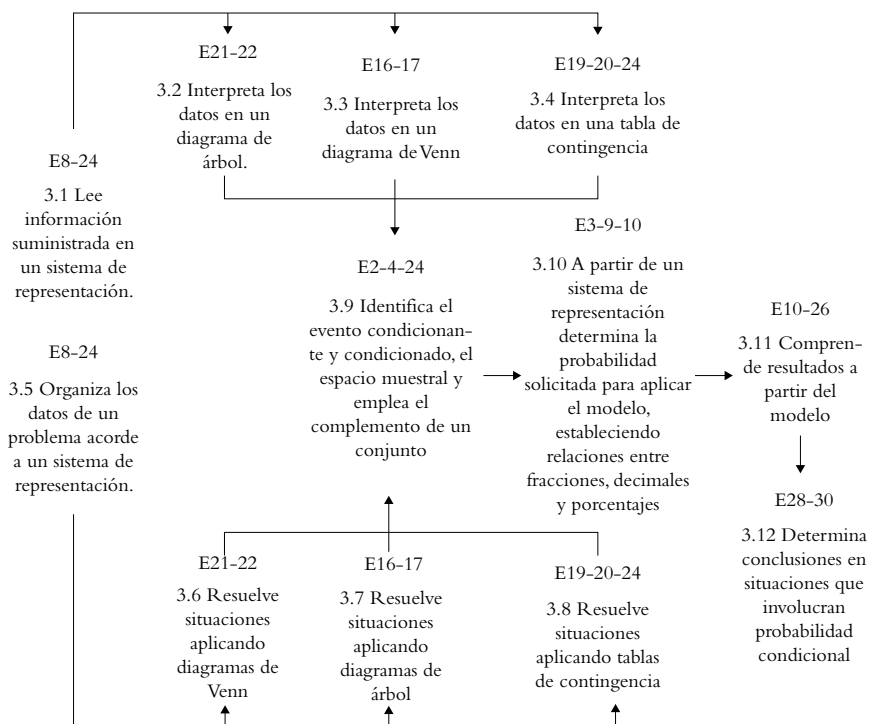 E21-22
3.2 Interpreta los
datos en un
diagrama de
árbol.
E16-17
3.3 Interpreta los
datos en un
diagrama de Venn
E19-20-24
3.4 Interpreta los
datos en una tabla de
contingencia
E8-24
3.1 Lee
información
suministrada en
un sistema de
representación.
E8-24
3.5 Organiza los
datos de un
problema acorde
a un sistema de
representación.
E2-4-24
3.9 Identifica el
evento condicionan-
te y condicionado, el
espacio muestral y
emplea el
complemento de un
conjunto
E3-9-10
3.10 A partir de un
sistema de
representación
determina la
probabilidad
solicitada para aplicar
el modelo,
estableciendo
relaciones entre
fracciones, decimales
y porcentajes
E10-26
3.11 Compren-
de resultados a
partir del
modelo
E28-30
3.12 Determina
conclusiones en
situaciones que
involucran
probabilidad
condicional
E21-22
3.6 Resuelve
situaciones
aplicando
diagramas de
Venn
E16-17
3.7 Resuelve
situaciones
aplicando
diagramas de
árbol
E19-20-24
3.8 Resuelve
situaciones
aplicando tablas
de contingencia